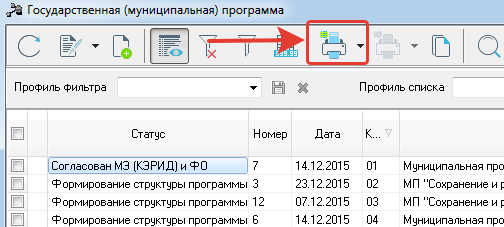 Государственная (муниципальная) программа
Профиль фильтра
Профиль списка
Статус Номер Дата К...
Согласован МЭ (КЭРИД) и ФО 7 14.12.2015 01 Муниципальная про
Формирование структуры программы 3 23.12.2015 02 МП "Сохранение и р
Формирование структуры программы 12 07.12.2015 03 МП "Сохранение и р
Формирование структуры программы 6 14.12.2015 04 Муниципальная про